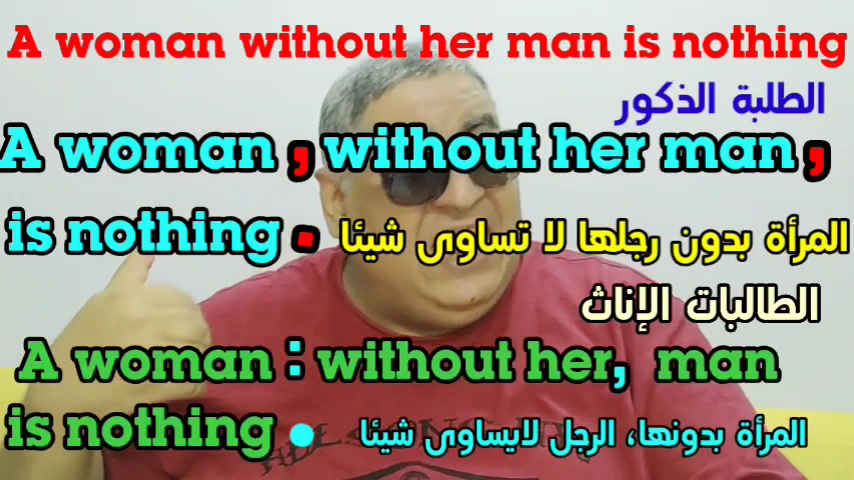 A woman without her man is nothing
الطلبة الذكور
A woman , without her man ,
is nothing . المرأة بدون رجلها لا تساوى شيئا
الطالبات الإناث
A woman : without her, man
is nothing . المرأة بدونها، الرجل لايساوى شيئا